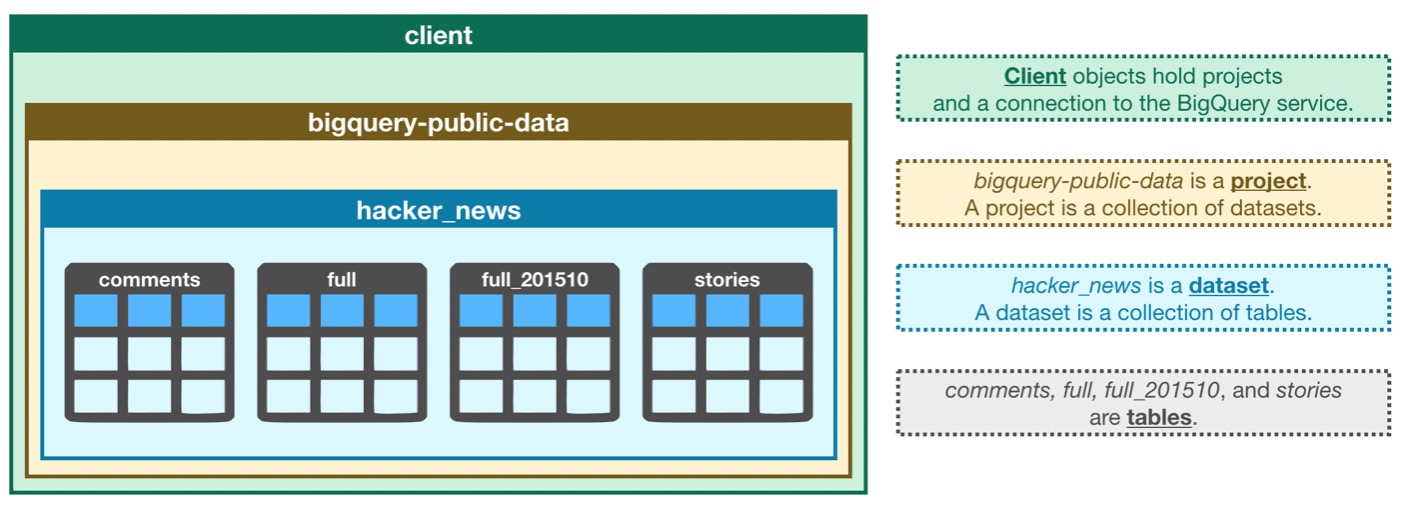 client
bigquery-public-data
hacker_news
comments
full
full_201510
stories
Client objects hold projects
and a connection to the BigQuery service.
bigquery-public-data is a project.
A project is a collection of datasets.
hacker_news is a dataset.
A dataset is a collection of tables.
comments, full, full_201510, and stories
are tables.